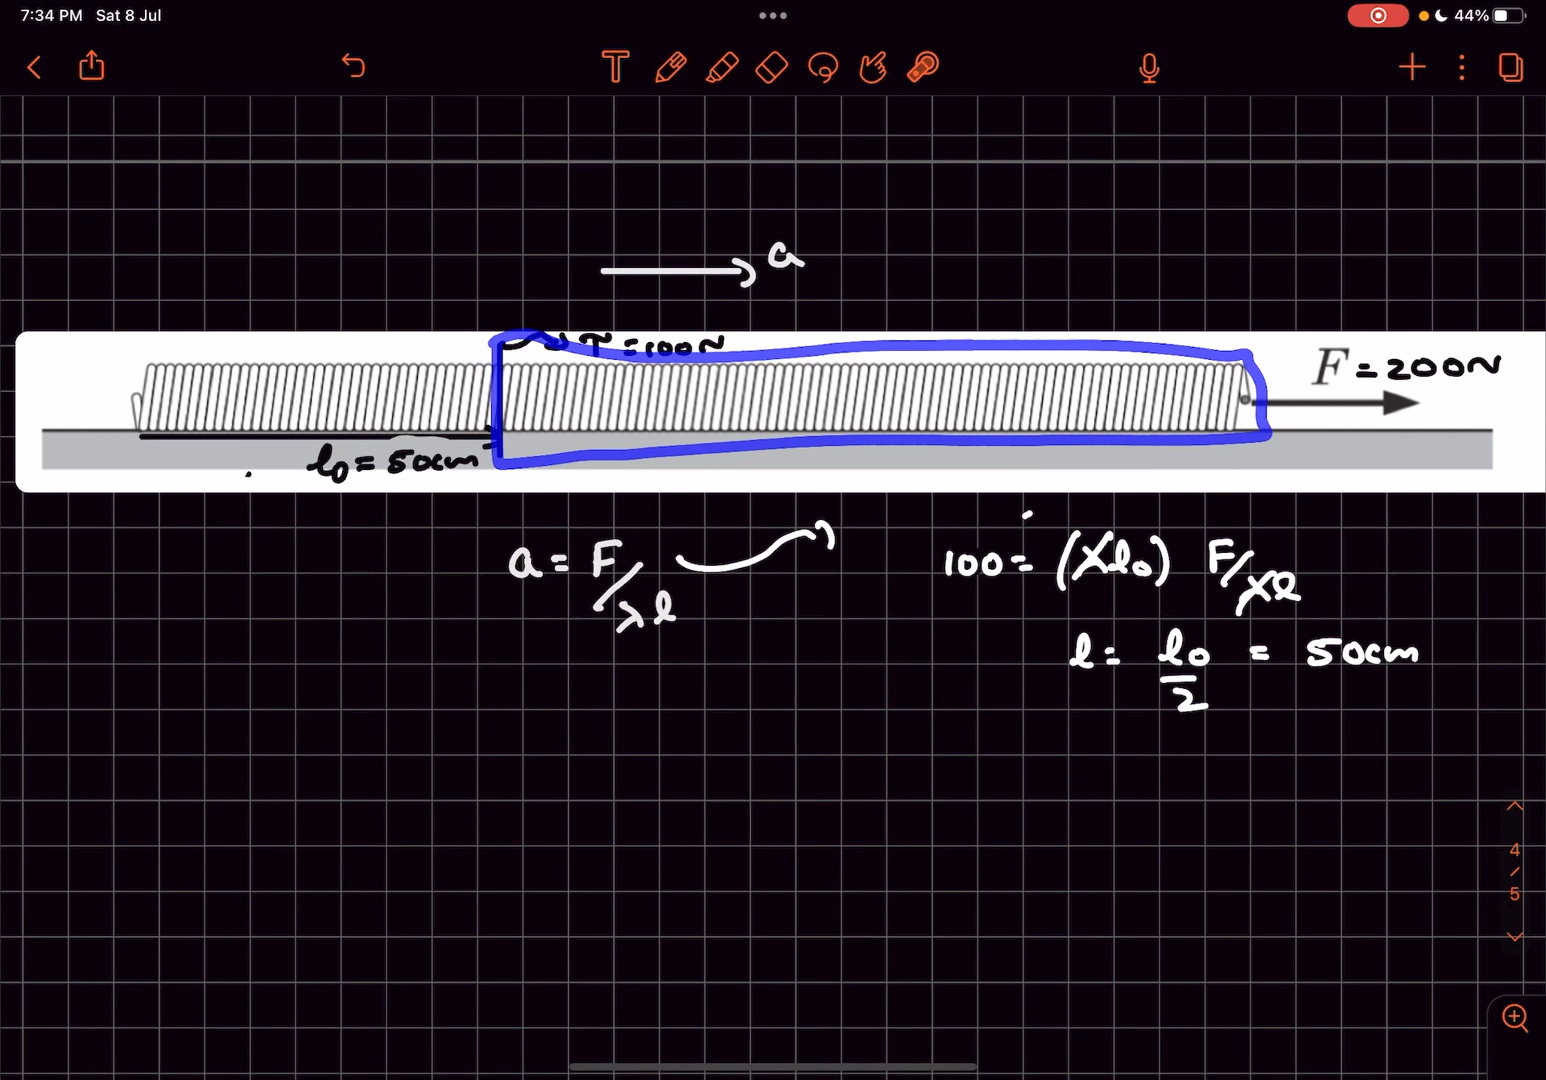 7:34 PM Sat 8 Jul
44%
a
T = 100N
F = 200N
l₀ = 50cm
a = F/λl
100 = (λl₀) F/λl
l = l₀/2 = 50cm
4/5